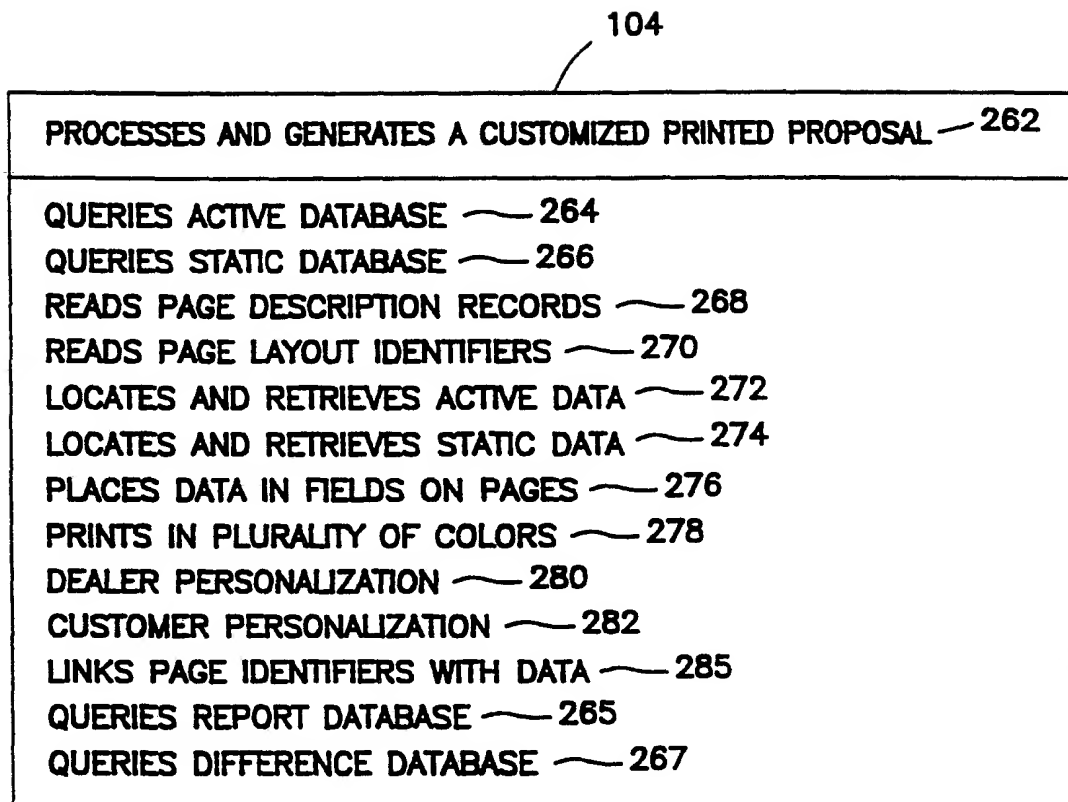 104
PROCESSES AND GENERATES A CUSTOMIZED PRINTED PROPOSAL 262
QUERIES ACTIVE DATABASE 264
QUERIES STATIC DATABASE 266
READS PAGE DESCRIPTION RECORDS 268
READS PAGE LAYOUT IDENTIFIERS 270
LOCATES AND RETRIEVES ACTIVE DATA 272
LOCATES AND RETRIEVES STATIC DATA 274
PLACES DATA IN FIELDS ON PAGES 276
PRINTS IN PLURALITY OF COLORS 278
DEALER PERSONALIZATION 280
CUSTOMER PERSONALIZATION 282
LINKS PAGE IDENTIFIERS WITH DATA 285
QUERIES REPORT DATABASE 265
QUERIES DIFFERENCE DATABASE 267